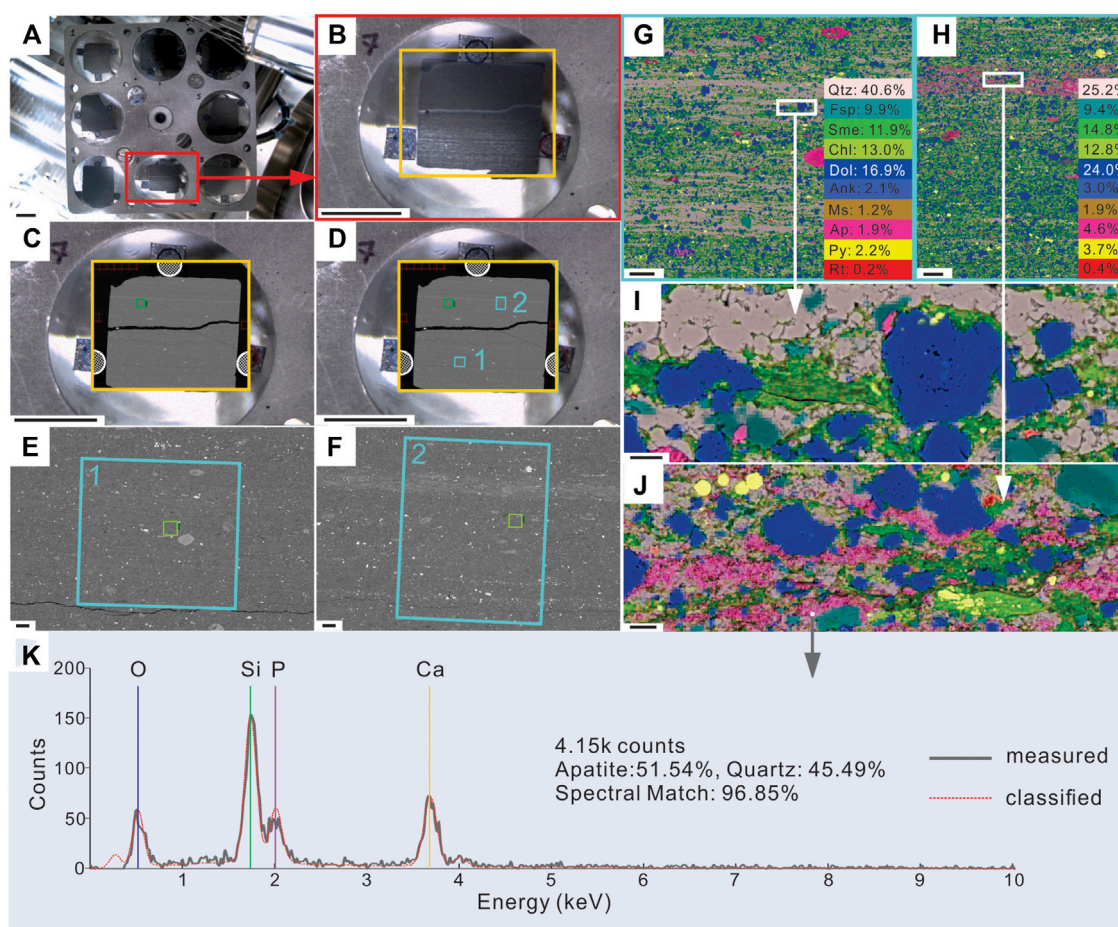 A
B
C
D
2
1
E
1
F
2
G
Qtz: 40.6%
Fsp: 9.9%
Sme: 11.9%
Chl: 13.0%
Dol: 16.9%
Ank: 2.1%
Ms: 1.2%
Ap: 1.9%
Py: 2.2%
Rt: 0.2%
H
25.2%
9.4%
14.8%
12.8%
24.0%
3.0%
1.9%
4.6%
3.7%
0.4%
I
J
K
O
Si
P
Ca
200
150
100
50
0
Counts
1
2
3
4
5
6
7
8
9
10
Energy (keV)
4.15k counts
Apatite:51.54%, Quartz: 45.49%
Spectral Match: 96.85%
measured
classified